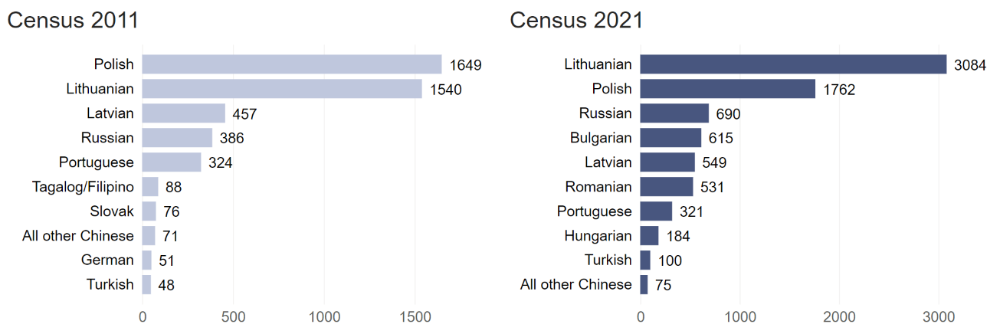 Census 2011
Polish 1649
Lithuanian 1540
Latvian 457
Russian 386
Portuguese 324
Tagalog/Filipino 88
Slovak 76
All other Chinese 71
German 51
Turkish 48
0 500 1000 1500
Census 2021
Lithuanian 3084
Polish 1762
Russian 690
Bulgarian 615
Latvian 549
Romanian 531
Portuguese 321
Hungarian 184
Turkish 100
All other Chinese 75
0 1000 2000 3000